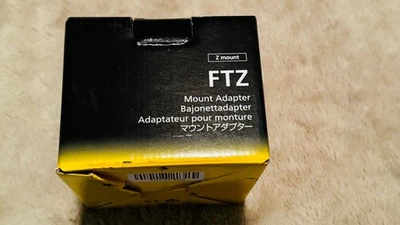 Z mount
FTZ
Mount Adapter
Bajonettadapter
Adaptateur pour monture
マウントアダプター